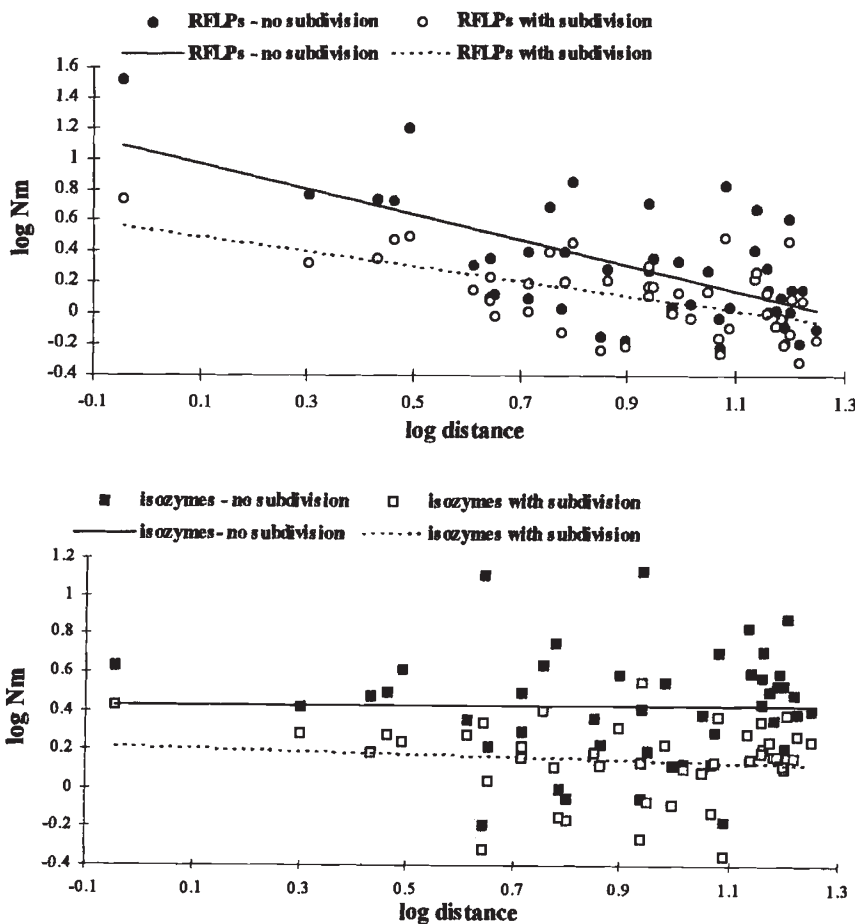 RFLPs - no subdivision RFLPs with subdivision
RFLPs - no subdivision RFLPs with subdivision
1.6
1.4
1.2
1
0.8
0.6
0.4
0.2
0
-0.2
-0.4
log Nm
-0.1 0.1 0.3 0.5 0.7 0.9 1.1 1.3
log distance
isozymes - no subdivision isozymes with subdivision
isozymes - no subdivision isozymes with subdivision
1.2
1
0.8
0.6
0.4
0.2
0
-0.2
-0.4
log Nm
-0.1 0.1 0.3 0.5 0.7 0.9 1.1 1.3
log distance